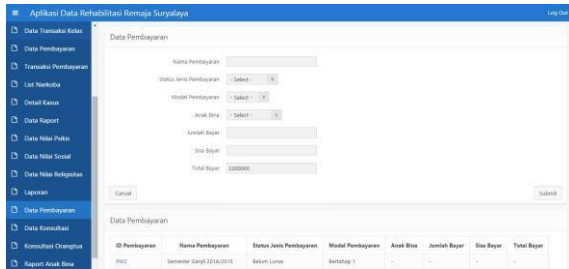 Aplikasi Data Rehabilitasi Remaja Suryalaya
Log Out
Data Transaksi Kelas
Data Pembayaran
Transaksi Pembayaran
List Narkoba
Detail Kasus
Data Raport
Data Nilai Psikis
Data Nilai Sosial
Data Nilai Religiusitas
Laporan
Data Pembayaran
Data Konsultasi
Konsultasi Orangtua
Raport Anak Bina
Data Pembayaran
Nama Pembayaran
Status Jenis Pembayaran - Select -
Model Pembayaran - Select -
Anak Bina - Select -
Jumlah Bayar
Sisa Bayar
Total Bayar 3200000
Cancel Submit
Data Pembayaran
ID Pembayaran Nama Pembayaran Status Jenis Pembayaran Model Pembayaran Anak Bina Jumlah Bayar Sisa Bayar Total Bayar
Semester Ganjil 2014/2015 Belum Lunas Bertahap 1 - - - -